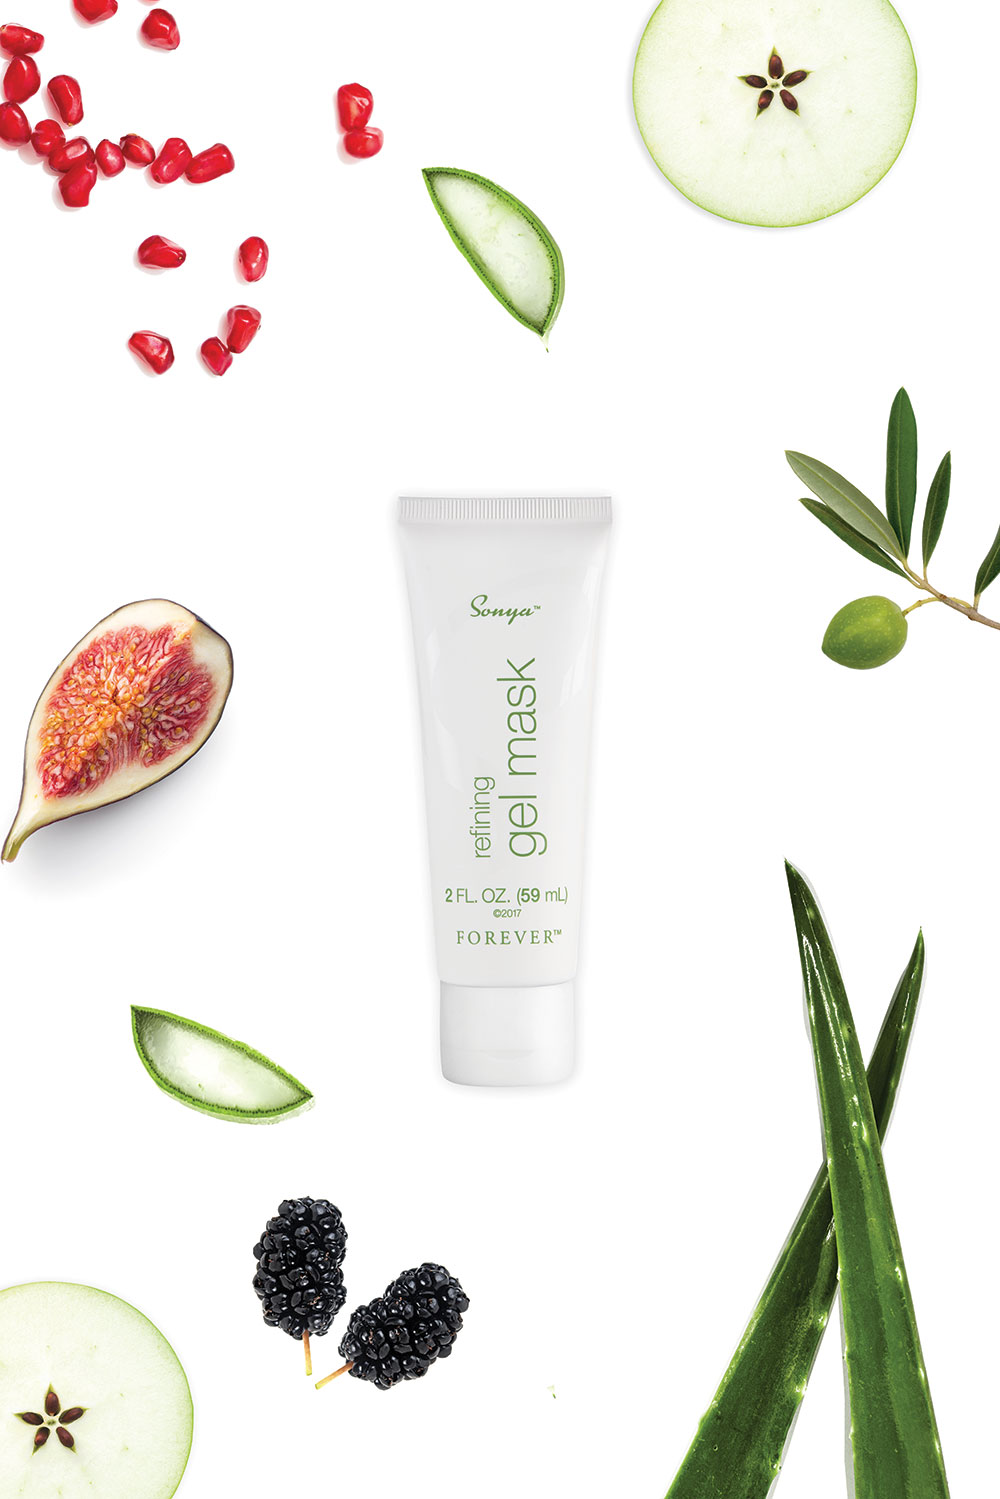 Sonya™
refining
gel mask
2 FL. OZ. (59 mL)
©2017
FOREVER™